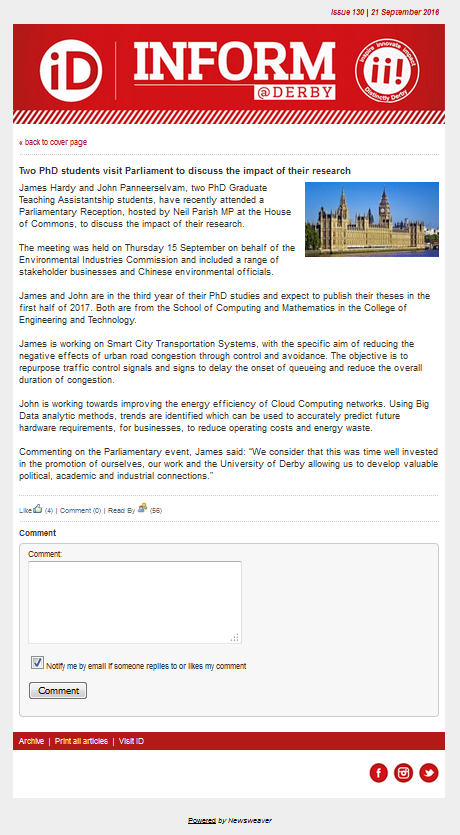 Issue 130 | 21 September 2016
iD INFORM
@DERBY
Inspire Innovate Impact
iii!
Distinctly Derby
« back to cover page
Two PhD students visit Parliament to discuss the impact of their research
James Hardy and John Panneerselvam, two PhD Graduate
Teaching Assistantship students, have recently attended a
Parliamentary Reception, hosted by Neil Parish MP at the House
of Commons, to discuss the impact of their research.
The meeting was held on Thursday 15 September on behalf of the
Environmental Industries Commission and included a range of
stakeholder businesses and Chinese environmental officials.
James and John are in the third year of their PhD studies and expect to publish their theses in the
first half of 2017. Both are from the School of Computing and Mathematics in the College of
Engineering and Technology.
James is working on Smart City Transportation Systems, with the specific aim of reducing the
negative effects of urban road congestion through control and avoidance. The objective is to
repurpose traffic control signals and signs to delay the onset of queueing and reduce the overall
duration of congestion.
John is working towards improving the energy efficiency of Cloud Computing networks. Using Big
Data analytic methods, trends are identified which can be used to accurately predict future
hardware requirements, for businesses, to reduce operating costs and energy waste.
Commenting on the Parliamentary event, James said: “We consider that this was time well invested
in the promotion of ourselves, our work and the University of Derby allowing us to develop valuable
political, academic and industrial connections.”
Like (4) | Comment (0) | Read By (56)
Comment
Comment:
Notify me by email if someone replies to or likes my comment
Comment
Archive | Print all articles | Visit iD
Powered by Newsweaver